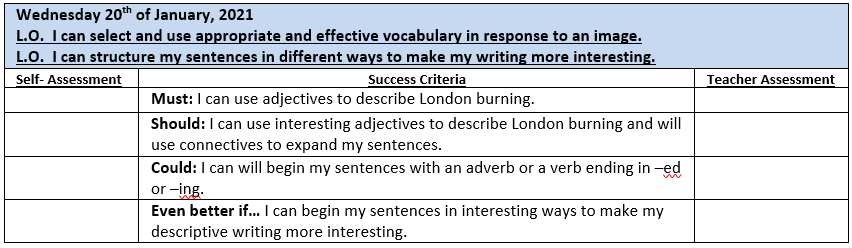 Wednesday 20th of January, 2021
L.O.  I can select and use appropriate and effective vocabulary in response to an image.
L.O.  I can structure my sentences in different ways to make my writing more interesting.
Self- Assessment Success Criteria Teacher Assessment
Must: I can use adjectives to describe London burning.
Should: I can use interesting adjectives to describe London burning and will
use connectives to expand my sentences.
Could: I can will begin my sentences with an adverb or a verb ending in –ed
or –ing.
Even better if… I can begin my sentences in interesting ways to make my
descriptive writing more interesting.